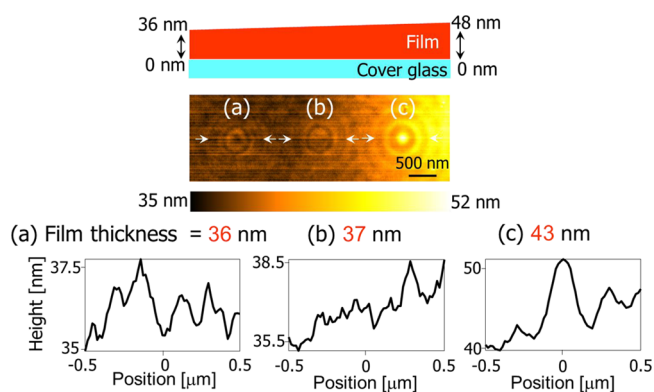 36 nm
48 nm
Film
0 nm
Cover glass
0 nm
(a) (b) (c)
500 nm
35 nm
52 nm
(a) Film thickness = 36 nm (b) 37 nm (c) 43 nm
Height [nm]
37.5
35
-0.5 0 0.5
Position [μm]
38.5
35.5
-0.5 0 0.5
Position [μm]
50
40
-0.5 0 0.5
Position [μm]